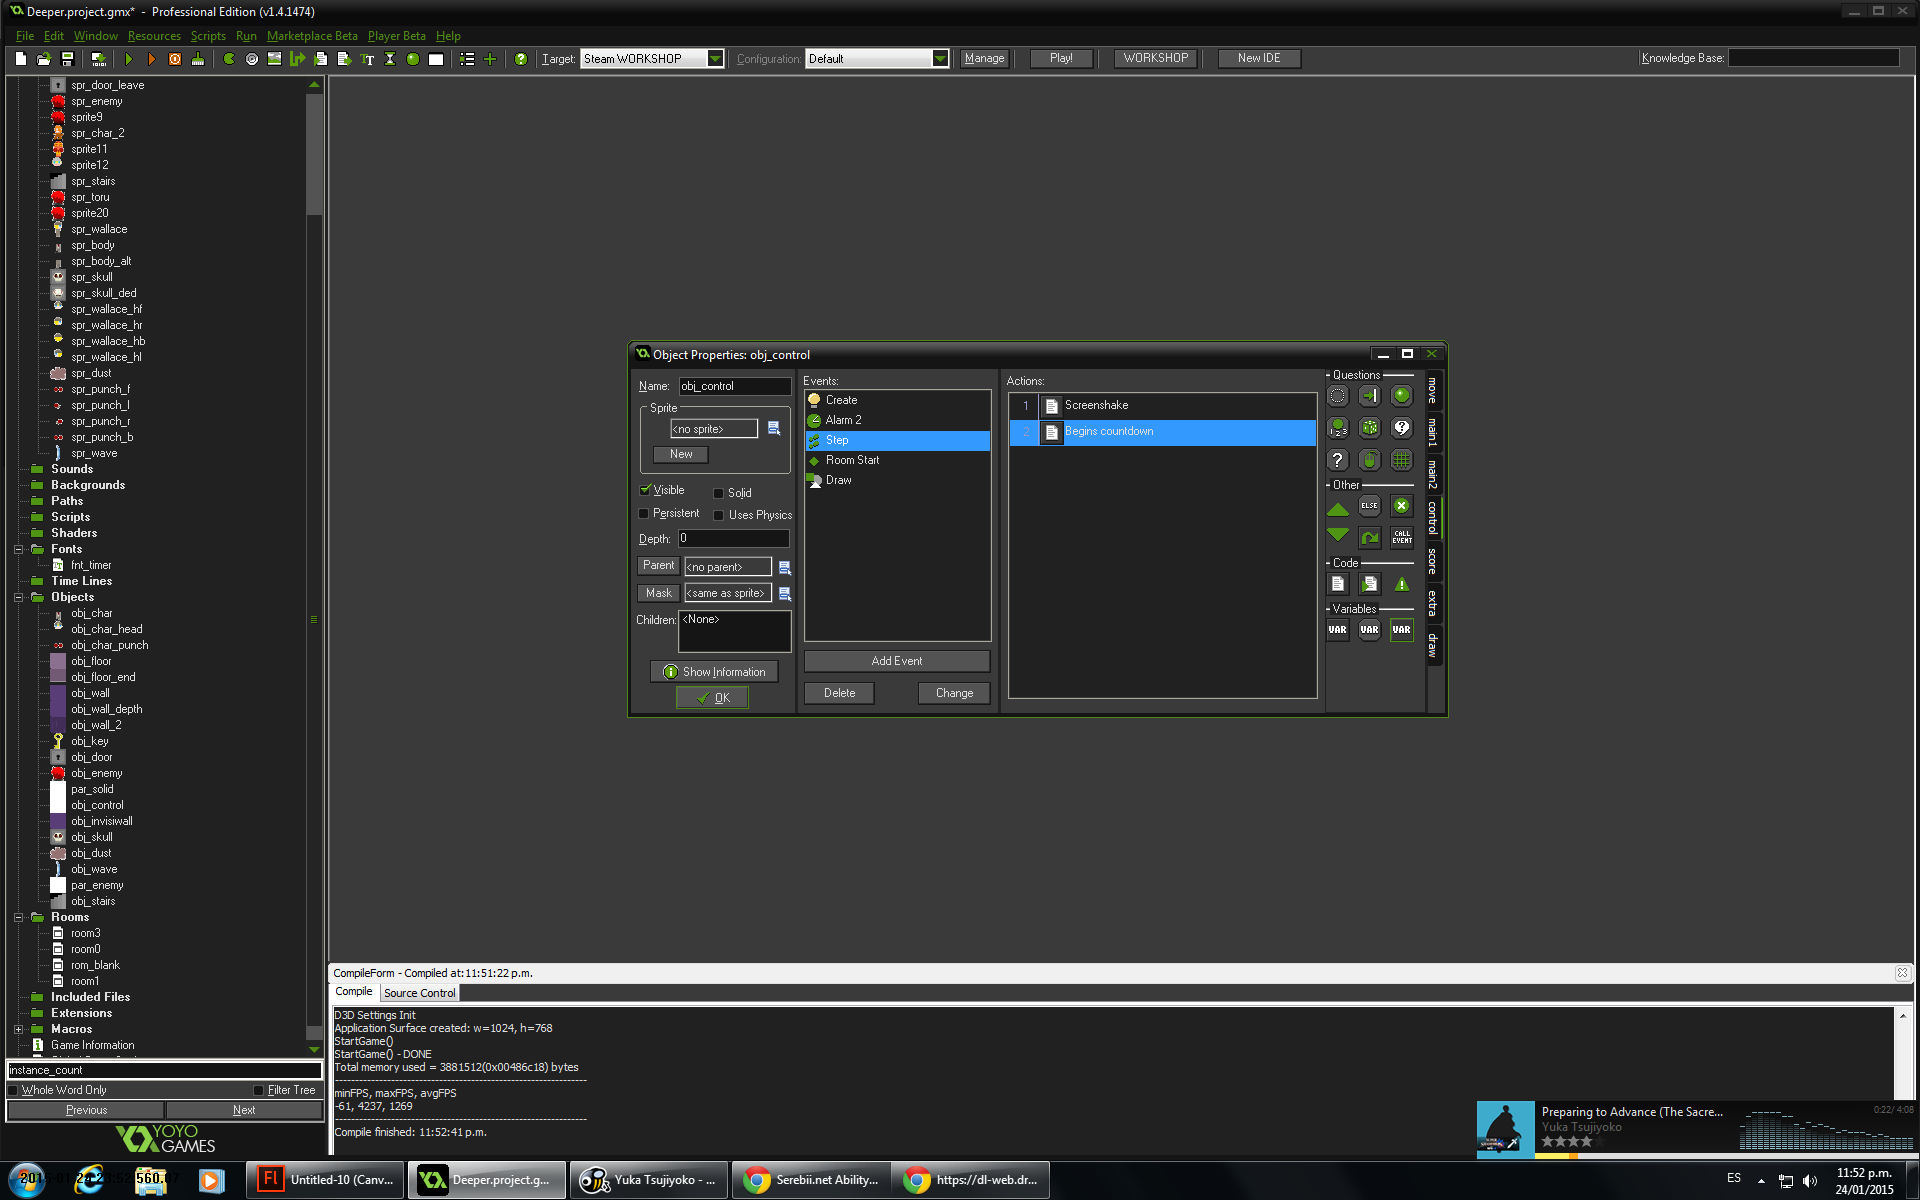 Deeper.project.gmx* - Professional Edition (v1.4.1474)
File Edit Window Resources Scripts Run Marketplace Beta Player Beta Help
Target: Steam WORKSHOP Configuration: Default Manage Play! WORKSHOP New IDE Knowledge Base:
spr_door_leave
spr_enemy
sprite9
spr_char_2
sprite11
sprite12
spr_stairs
spr_toru
sprite20
spr_wallace
spr_body
spr_body_alt
spr_skull
spr_skull_ded
spr_wallace_hf
spr_wallace_hr
spr_wallace_hb
spr_wallace_hl
spr_dust
spr_punch_f
spr_punch_l
spr_punch_r
spr_punch_b
spr_wave
Sounds
Backgrounds
Paths
Scripts
Shaders
Fonts
fnt_timer
Time Lines
Objects
obj_char
obj_char_head
obj_char_punch
obj_floor
obj_floor_end
obj_wall
obj_wall_depth
obj_wall_2
obj_key
obj_door
obj_enemy
par_solid
obj_control
obj_invisiwall
obj_skull
obj_dust
obj_wave
par_enemy
obj_stairs
Rooms
room3
room0
rom_blank
room1
Included Files
Extensions
Macros
Game Information
instance_count
Whole Word Only Filter Tree
Previous Next
YOYO
GAMES
Object Properties: obj_control
Name: obj_control
Sprite
<no sprite>
New
Visible Solid
Persistent Uses Physics
Depth: 0
Parent <no parent>
Mask <same as sprite>
Children: <None>
Show Information
OK
Events:
Create
Alarm 2
Step
Room Start
Draw
Add Event
Delete Change
Actions:
1 Screenshake
2 Begins countdown
Questions
Other
ELSE
CALL EVENT
Code
Variables
VAR VAR VAR
move
main1
main2
control
score
extra
draw
CompileForm - Compiled at: 11:51:22 p.m.
Compile Source Control
D3D Settings Init
Application Surface created: w=1024, h=768
StartGame()
StartGame() - DONE
Total memory used = 3881512(0x00486c18) bytes
minFPS, maxFPS, avgFPS
-61, 4237, 1269
Compile finished: 11:52:41 p.m.
Preparing to Advance (The Sacre... 0:22/ 4:08
Yuka Tsujiyoko
Untitled-10 (Canv... Deeper.project.g... Yuka Tsujiyoko - ... Serebii.net Ability... https://dl-web.dr...
ES
11:52 p.m.
24/01/2015